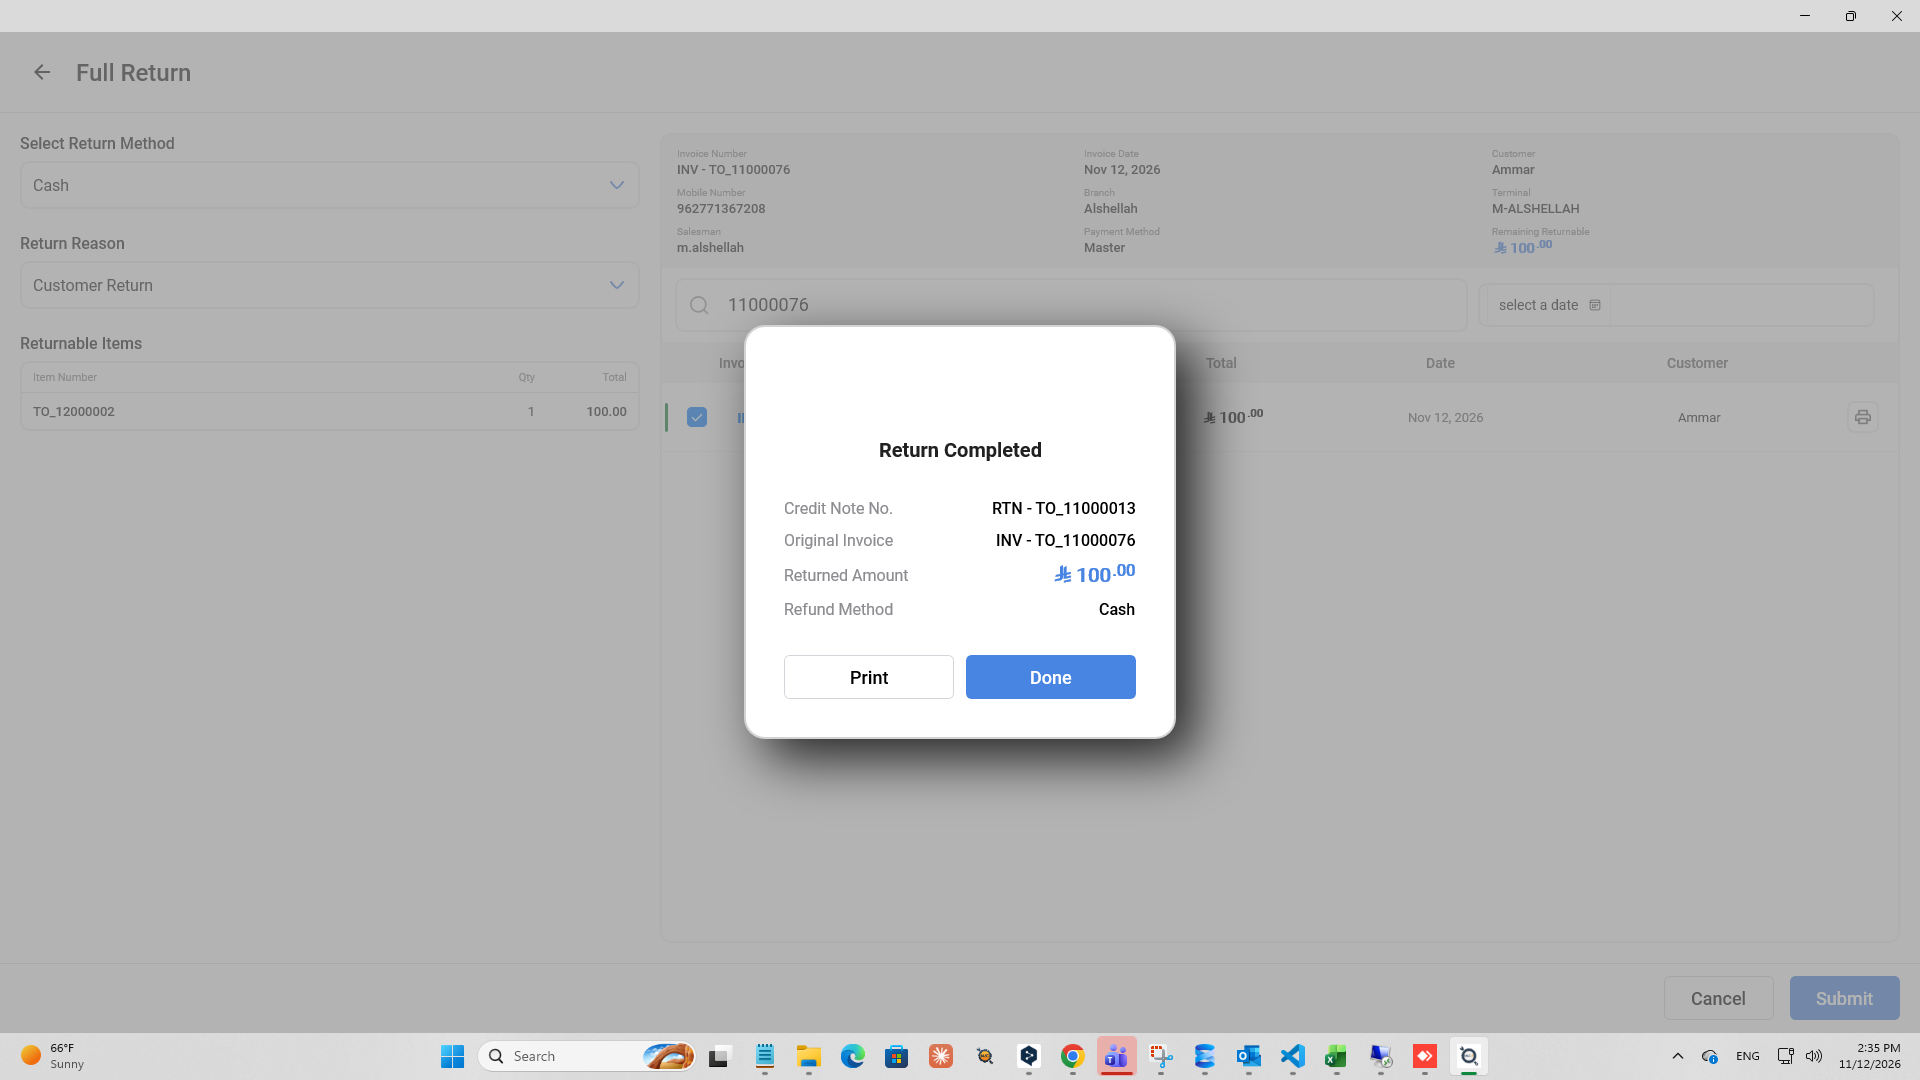 Full Return
Select Return Method
Cash
Return Reason
Customer Return
Returnable Items
Item Number Qty Total
TO_12000002 1 100.00
Invoice Number Invoice Date Customer
INV - TO_11000076 Nov 12, 2026 Ammar
Mobile Number Branch Terminal
962771367208 Alshellah M-ALSHELLAH
Salesman Payment Method Remaining Returnable
m.alshellah Master 100.00
11000076 select a date
Total Date Customer
100.00 Nov 12, 2026 Ammar
Return Completed
Credit Note No. RTN - TO_11000013
Original Invoice INV - TO_11000076
Returned Amount 100.00
Refund Method Cash
Print Done
Cancel Submit
66°F
Sunny
Search
ENG
2:35 PM
11/12/2026